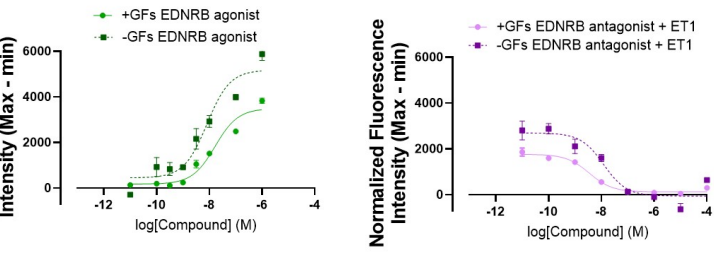 +GFs EDNRB agonist
-GFs EDNRB agonist
Intensity (Max - min)
6000
4000
2000
0
-12
-10
-8
-6
-4
log[Compound] (M)
+GFs EDNRB antagonist + ET1
-GFs EDNRB antagonist + ET1
Normalized Fluorescence
Intensity (Max - min)
6000
4000
2000
0
-12
-10
-8
-6
-4
log[Compound] (M)